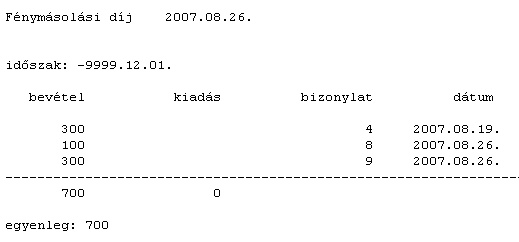 Fénymásolási díj    2007.08.26.
időszak: -9999.12.01.
bevétel    kiadás    bizonylat    dátum
300    4    2007.08.19.
100    8    2007.08.26.
300    9    2007.08.26.
700    0
egyenleg: 700